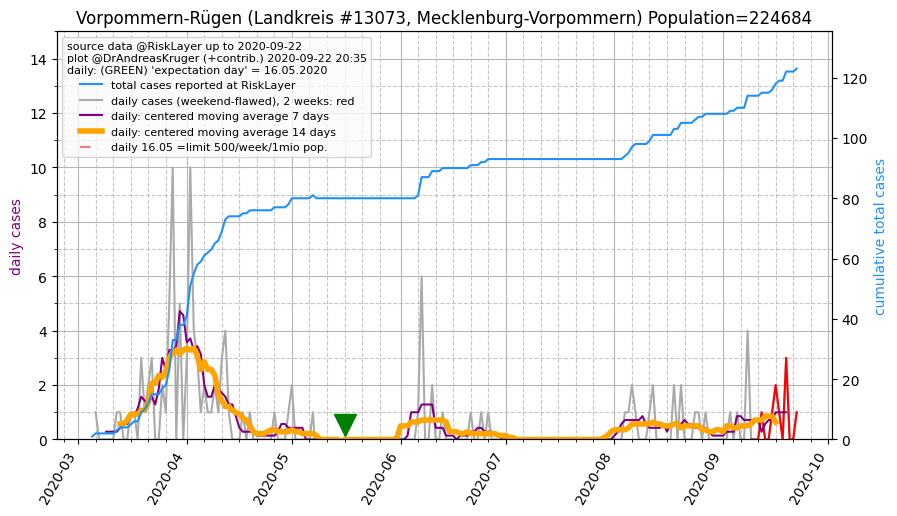 Vorpommern-Rügen (Landkreis #13073, Mecklenburg-Vorpommern) Population=224684
source data @RiskLayer up to 2020-09-22
plot @DrAndreasKruger (+contrib.) 2020-09-22 20:35
daily: (GREEN) 'expectation day' = 16.05.2020
total cases reported at RiskLayer
daily cases (weekend-flawed), 2 weeks: red
daily: centered moving average 7 days
daily: centered moving average 14 days
daily 16.05 =limit 500/week/1mio pop.
daily cases
14
12
10
8
6
4
2
0
cumulative total cases
120
100
80
60
40
20
0
2020-03
2020-04
2020-05
2020-06
2020-07
2020-08
2020-09
2020-10